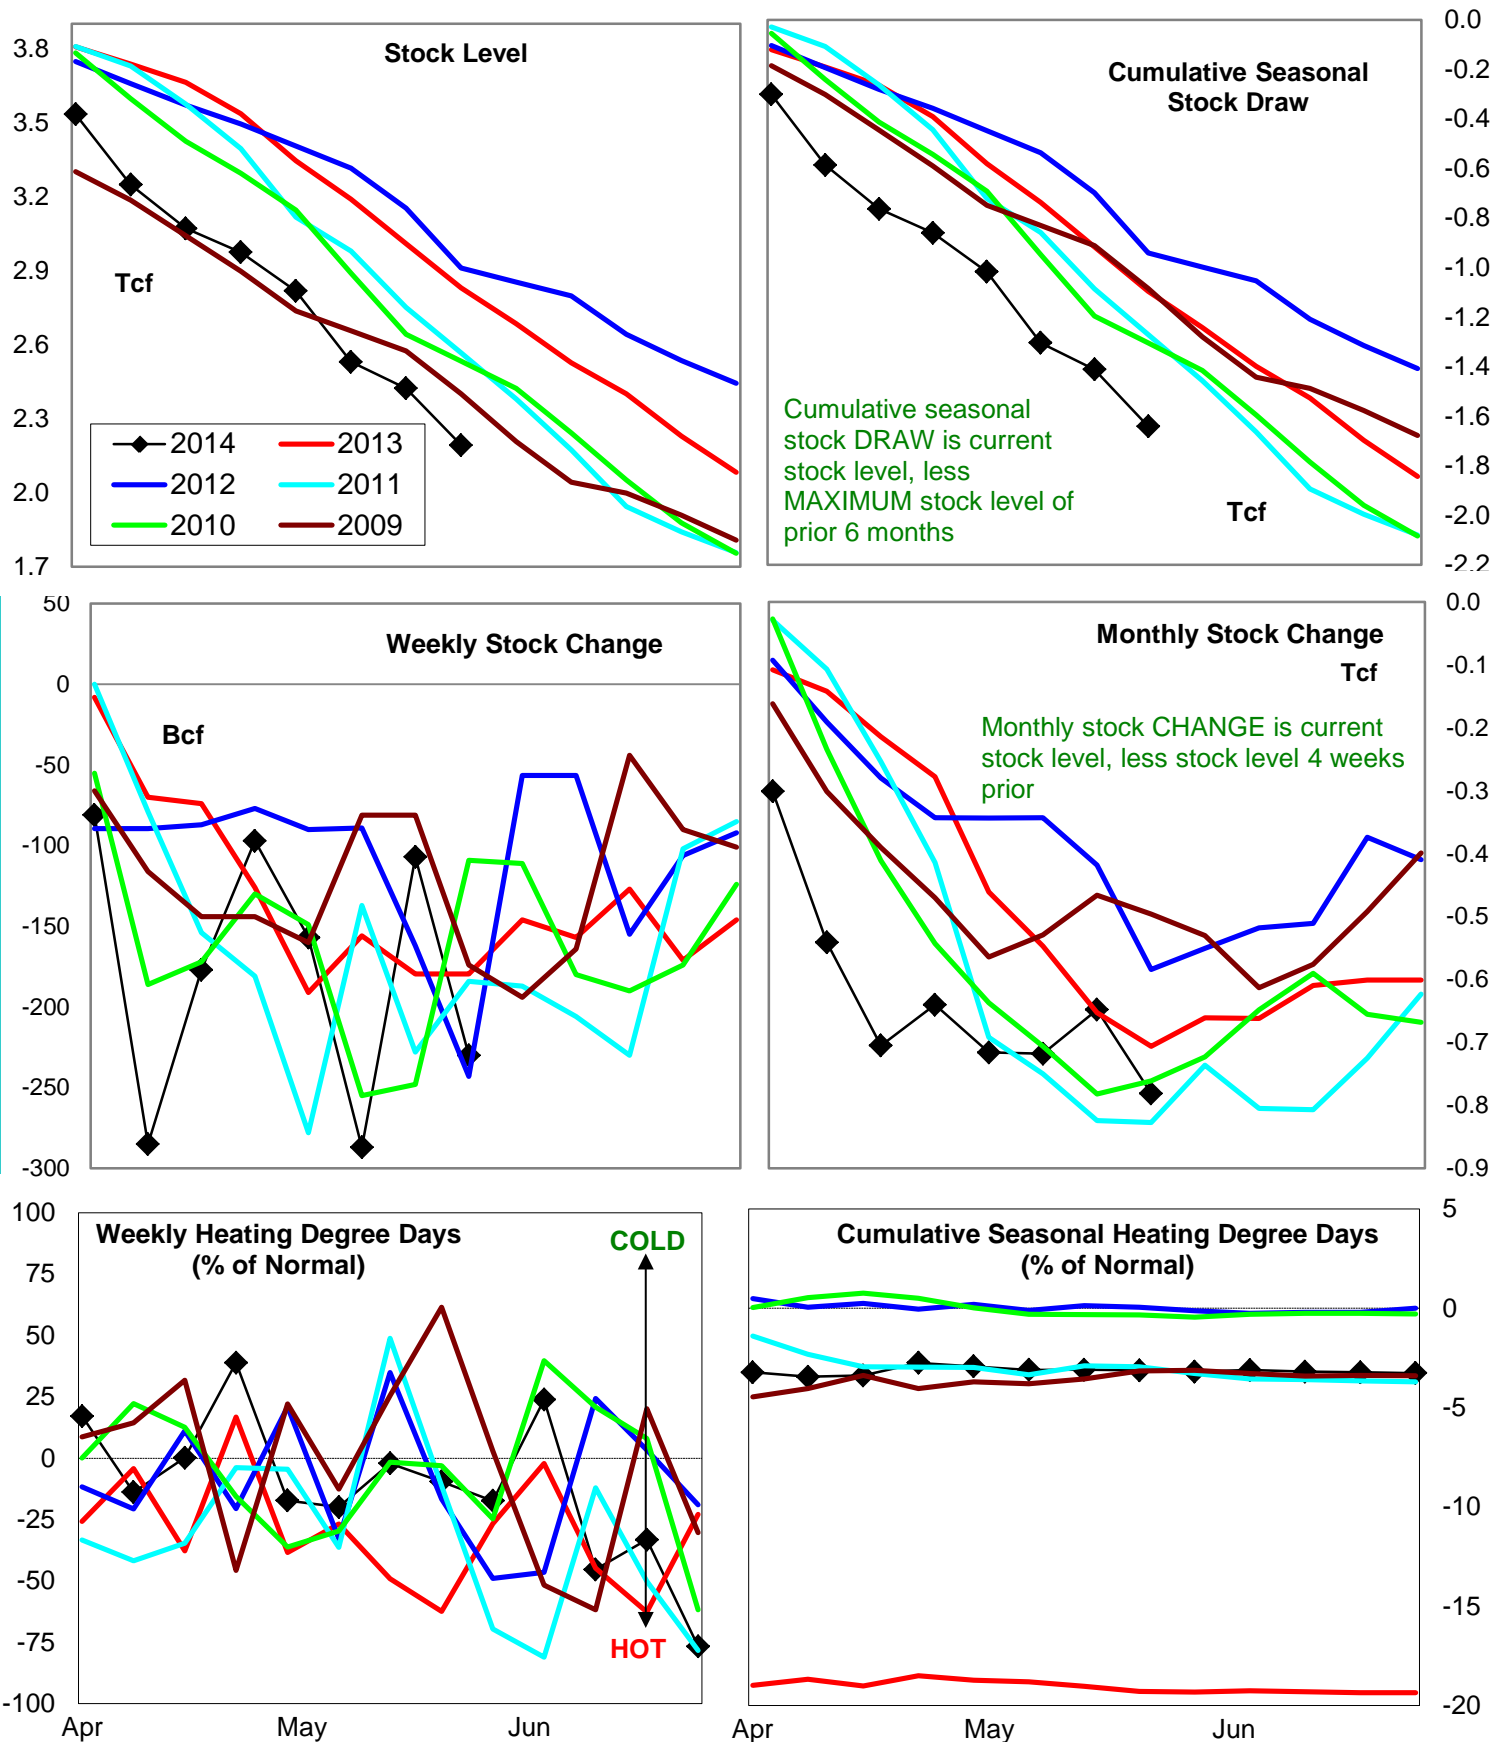 Stock Level
3.8
3.5
3.2
2.9
2.6
2.3
2.0
1.7
Tcf
2014
2013
2012
2011
2010
2009
Cumulative Seasonal
Stock Draw
0.0
-0.2
-0.4
-0.6
-0.8
-1.0
-1.2
-1.4
-1.6
-1.8
-2.0
-2.2
Cumulative seasonal
stock DRAW is current
stock level, less
MAXIMUM stock level of
prior 6 months
Tcf
Weekly Stock Change
50
0
-50
-100
-150
-200
-250
-300
Bcf
Monthly Stock Change
Tcf
0.0
-0.1
-0.2
-0.3
-0.4
-0.5
-0.6
-0.7
-0.8
-0.9
Monthly stock CHANGE is current
stock level, less stock level 4 weeks
prior
Weekly Heating Degree Days
(% of Normal)
100
75
50
25
0
-25
-50
-75
-100
COLD
HOT
Apr
May
Jun
Cumulative Seasonal Heating Degree Days
(% of Normal)
5
0
-5
-10
-15
-20
Apr
May
Jun